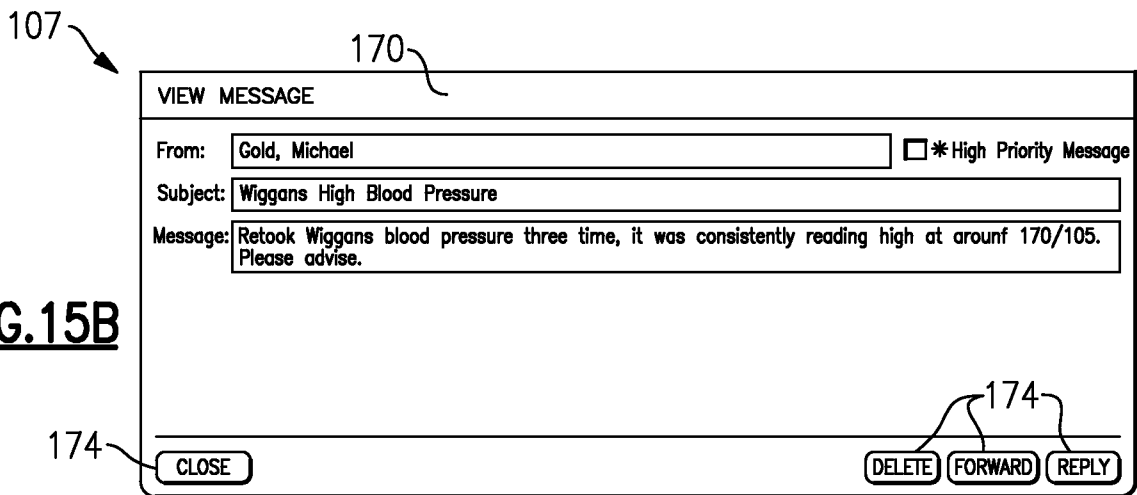 107
170
VIEW MESSAGE
From: Gold, Michael * High Priority Message
Subject: Wiggans High Blood Pressure
Message: Retook Wiggans blood pressure three time, it was consistently reading high at arounf 170/105.
Please advise.
G.15B
174
174 CLOSE DELETE FORWARD REPLY